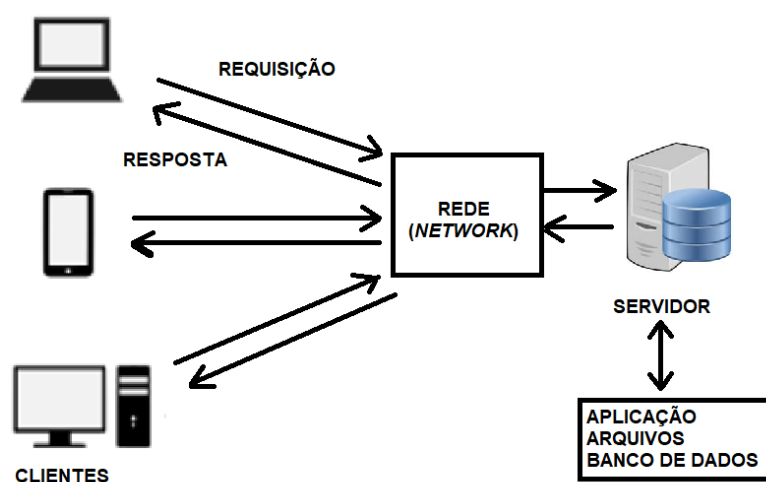 REQUISIÇÃO
RESPOSTA
REDE
(NETWORK)
SERVIDOR
APLICAÇÃO
ARQUIVOS
BANCO DE DADOS
CLIENTES